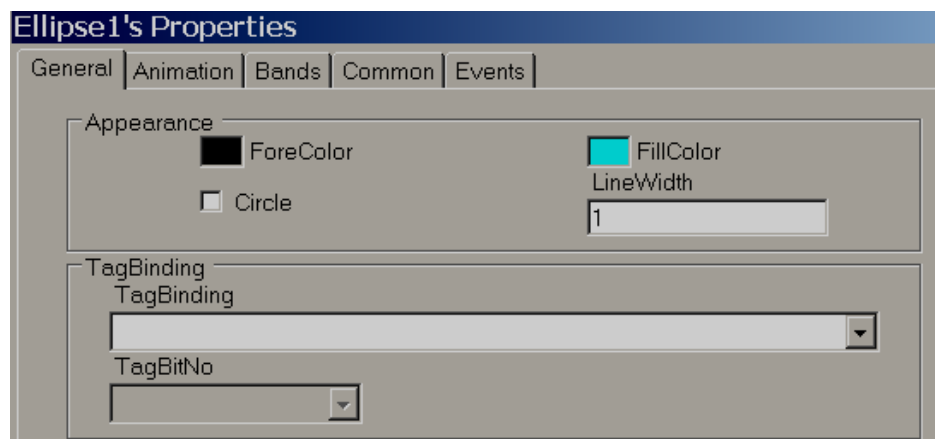 Ellipse1's Properties
General Animation Bands Common Events
Appearance
ForeColor FillColor
Circle LineWidth
1
TagBinding
TagBinding
TagBitNo